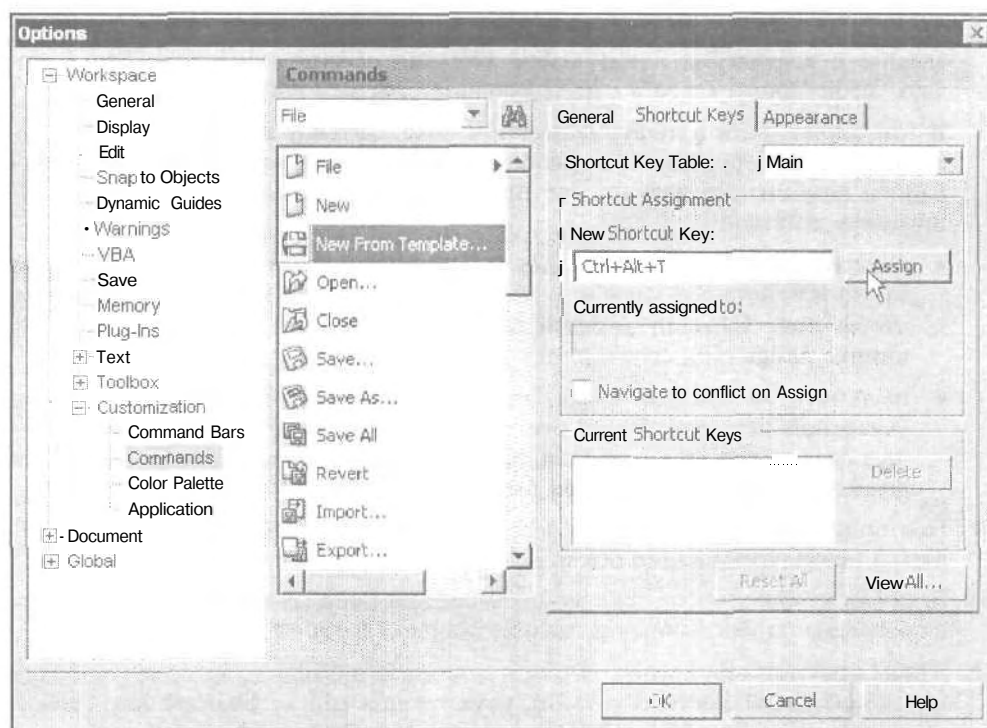 Options
Workspace
General
Display
Edit
Snap to Objects
Dynamic Guides
Warnings
VBA
Save
Memory
Plug-Ins
Text
Toolbox
Customization
Command Bars
Commands
Color Palette
Application
Document
Global
Commands
File
File
New
New From Template...
Open...
Close
Save...
Save As...
Save All
Revert
Import...
Export...
General Shortcut Keys Appearance
Shortcut Key Table: . j Main
r Shortcut Assignment
l New Shortcut Key:
j Ctrl+Alt+T Assign
Currently assigned to:
Navigate to conflict on Assign
Current Shortcut Keys
Delete
Reset All View All...
OK Cancel Help